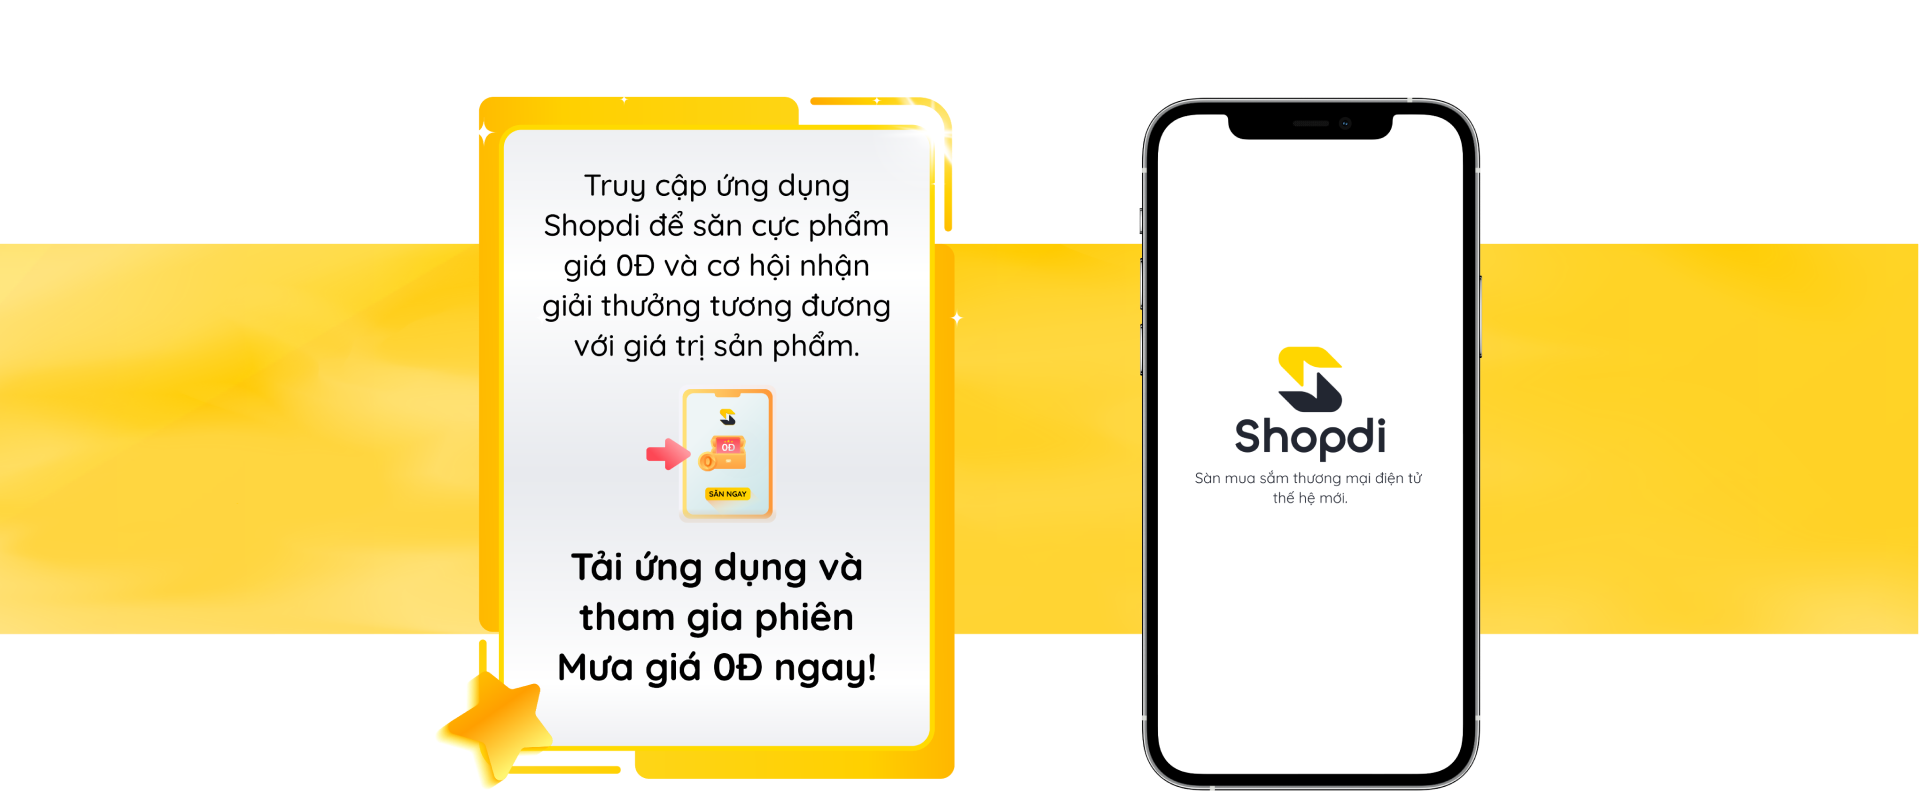 Truy cập ứng dụng
Shopdi để săn cực phẩm
giá 0Đ và cơ hội nhận
giải thưởng tương đương
với giá trị sản phẩm.
0Đ
SĂN NGAY
Tải ứng dụng và
tham gia phiên
Mưa giá 0Đ ngay!
Shopdi
Sàn mua sắm thương mại điện tử
thế hệ mới.